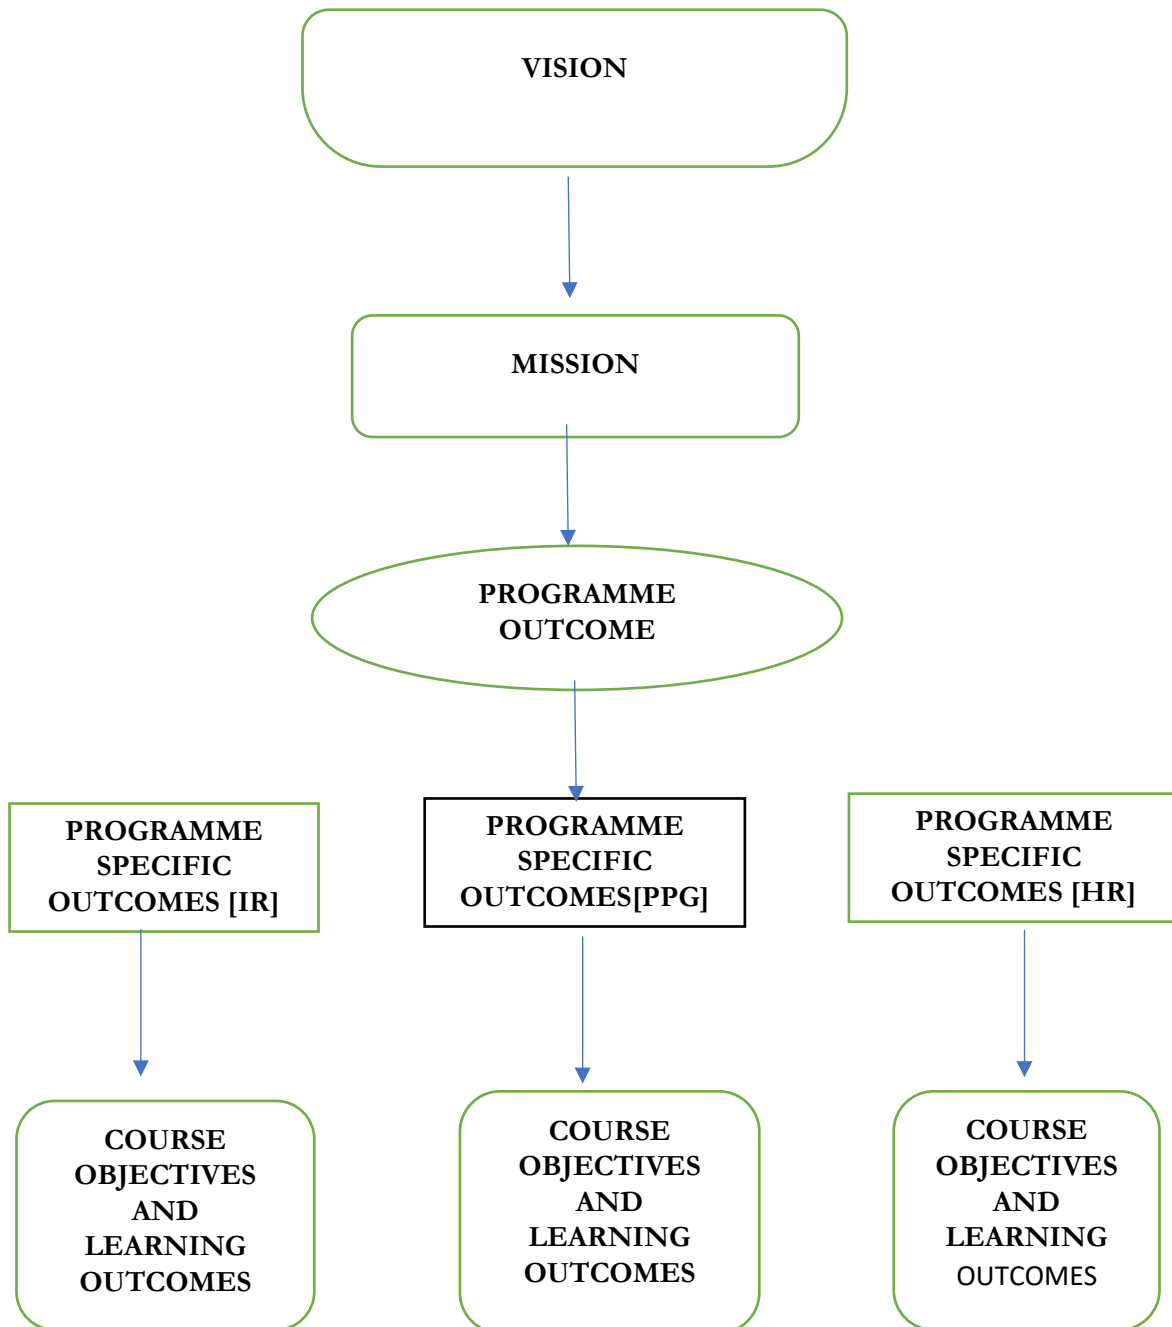 VISION
MISSION
PROGRAMME
OUTCOME
PROGRAMME
SPECIFIC
OUTCOMES [IR]
PROGRAMME
SPECIFIC
OUTCOMES[PPG]
PROGRAMME
SPECIFIC
OUTCOMES [HR]
COURSE
OBJECTIVES
AND
LEARNING
OUTCOMES
COURSE
OBJECTIVES
AND
LEARNING
OUTCOMES
COURSE
OBJECTIVES
AND
LEARNING
OUTCOMES